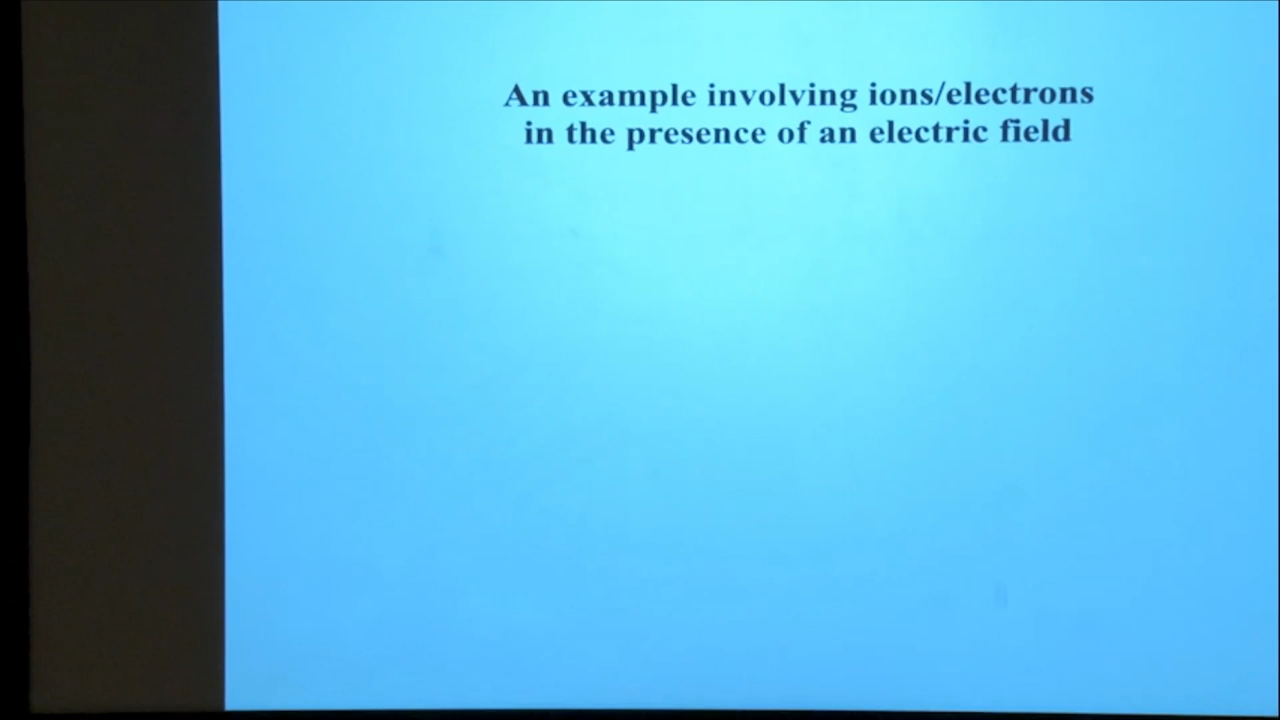 An example involving ions/electrons
in the presence of an electric field